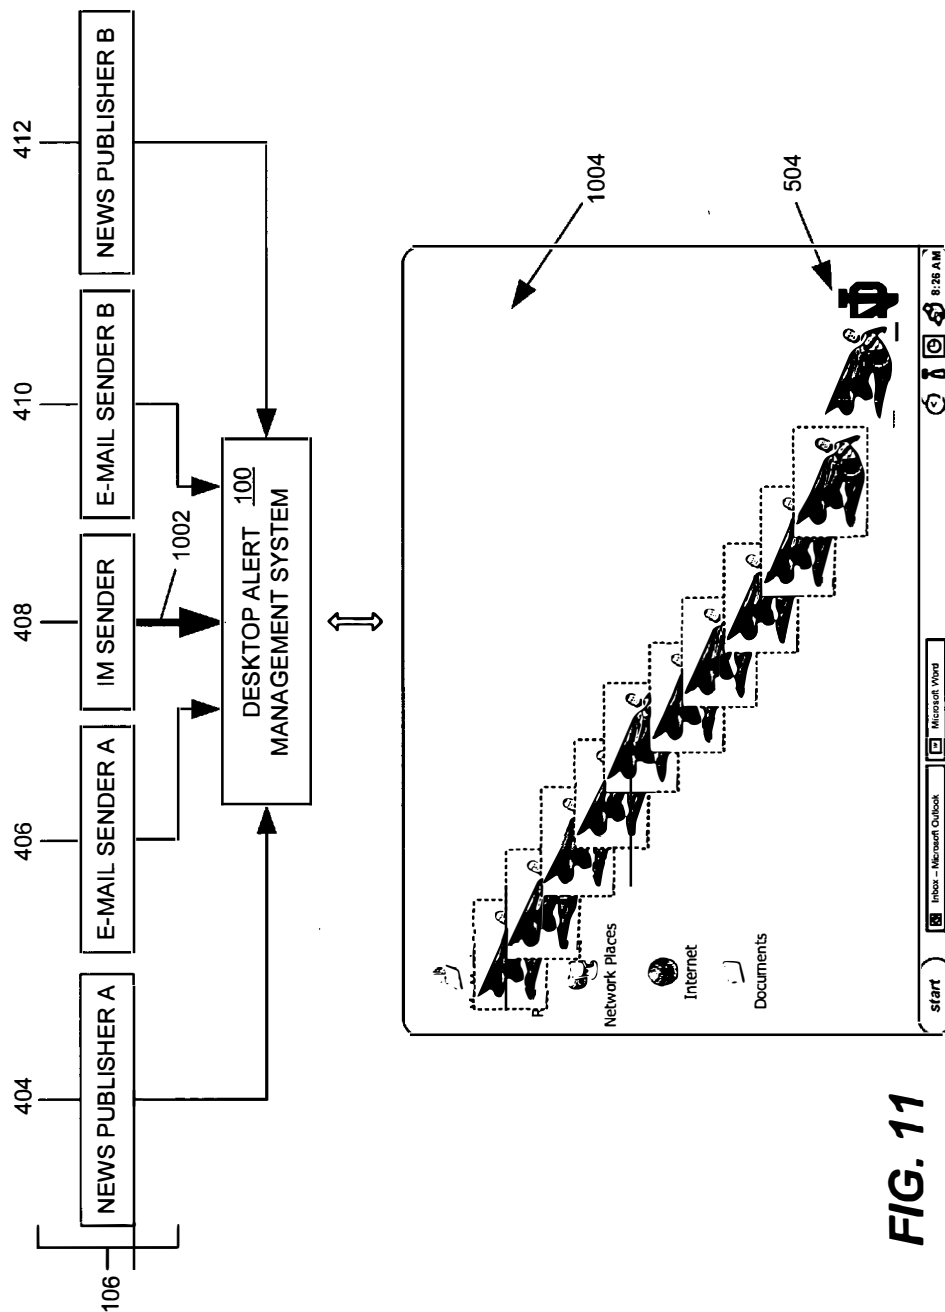 404
406
408
410
412
106
NEWS PUBLISHER A
E-MAIL SENDER A
IM SENDER
E-MAIL SENDER B
NEWS PUBLISHER B
1002
DESKTOP ALERT 100
MANAGEMENT SYSTEM
1004
504
R
Network Places
Internet
Documents
start
Inbox – Microsoft Outlook
W Microsoft Word
8:26 AM
FIG. 11